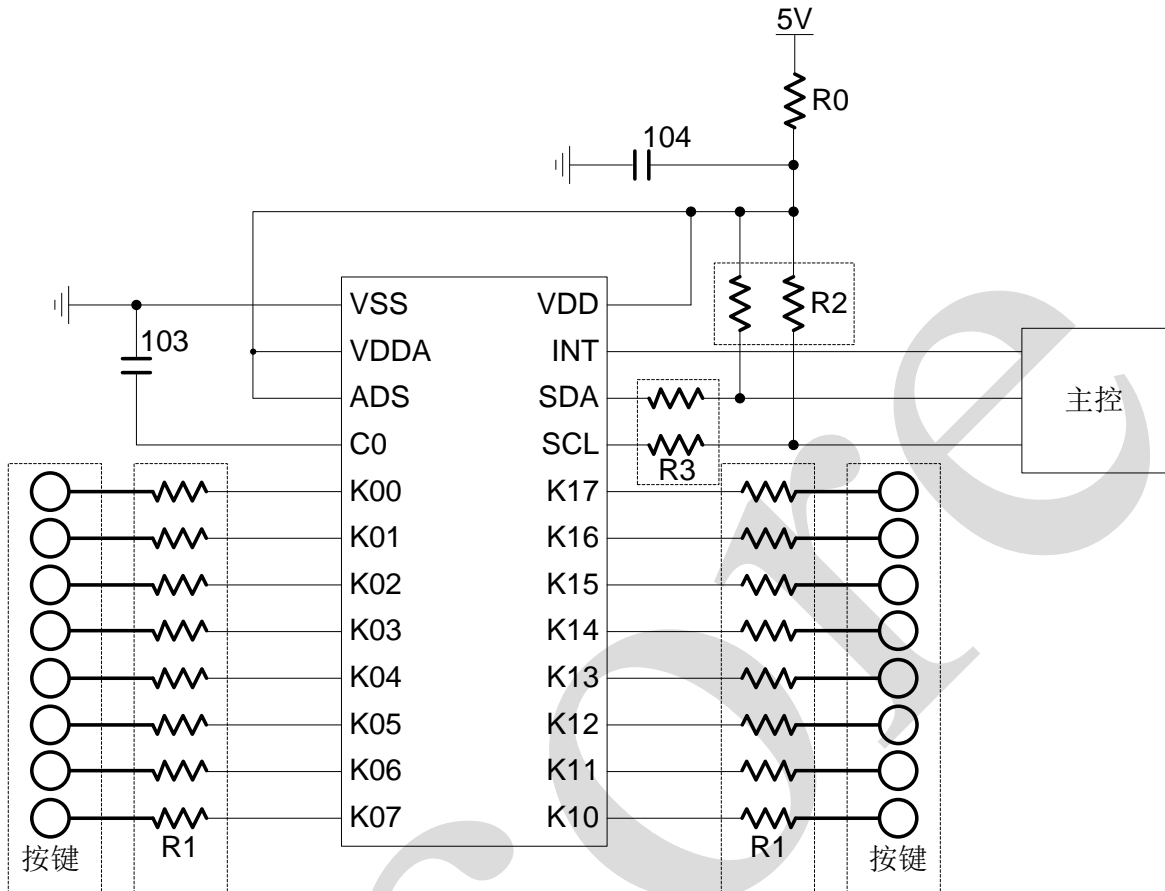 5V
R0
104
VSS
VDD
R2
103
VDDA
INT
ADS
SDA
主控
C0
SCL
R3
K00
K17
K01
K16
K02
K15
K03
K14
K04
K13
K05
K12
K06
K11
K07
K10
R1
R1
按键
按键
ore